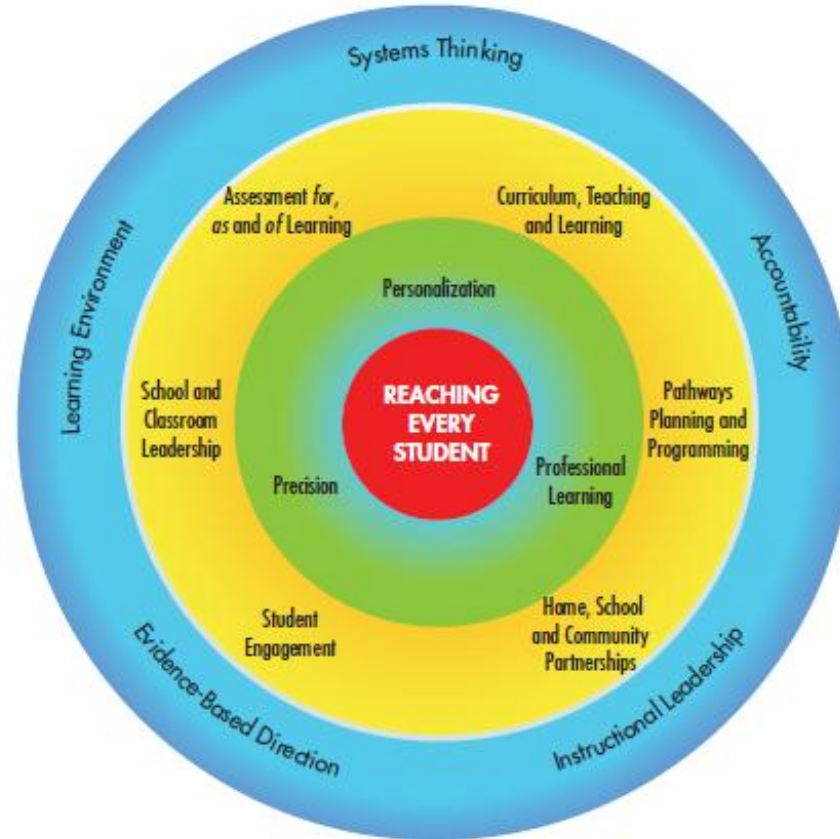 Systems Thinking
Assessment for,
as and of Learning
Curriculum, Teaching
and Learning
Learning Environment
Accountability
Personalization
School and
Classroom
Leadership
REACHING
EVERY
STUDENT
Pathways
Planning and
Programming
Precision
Professional
Learning
Student
Engagement
Home, School
and Community
Partnerships
Evidence-Based Direction
Instructional Leadership